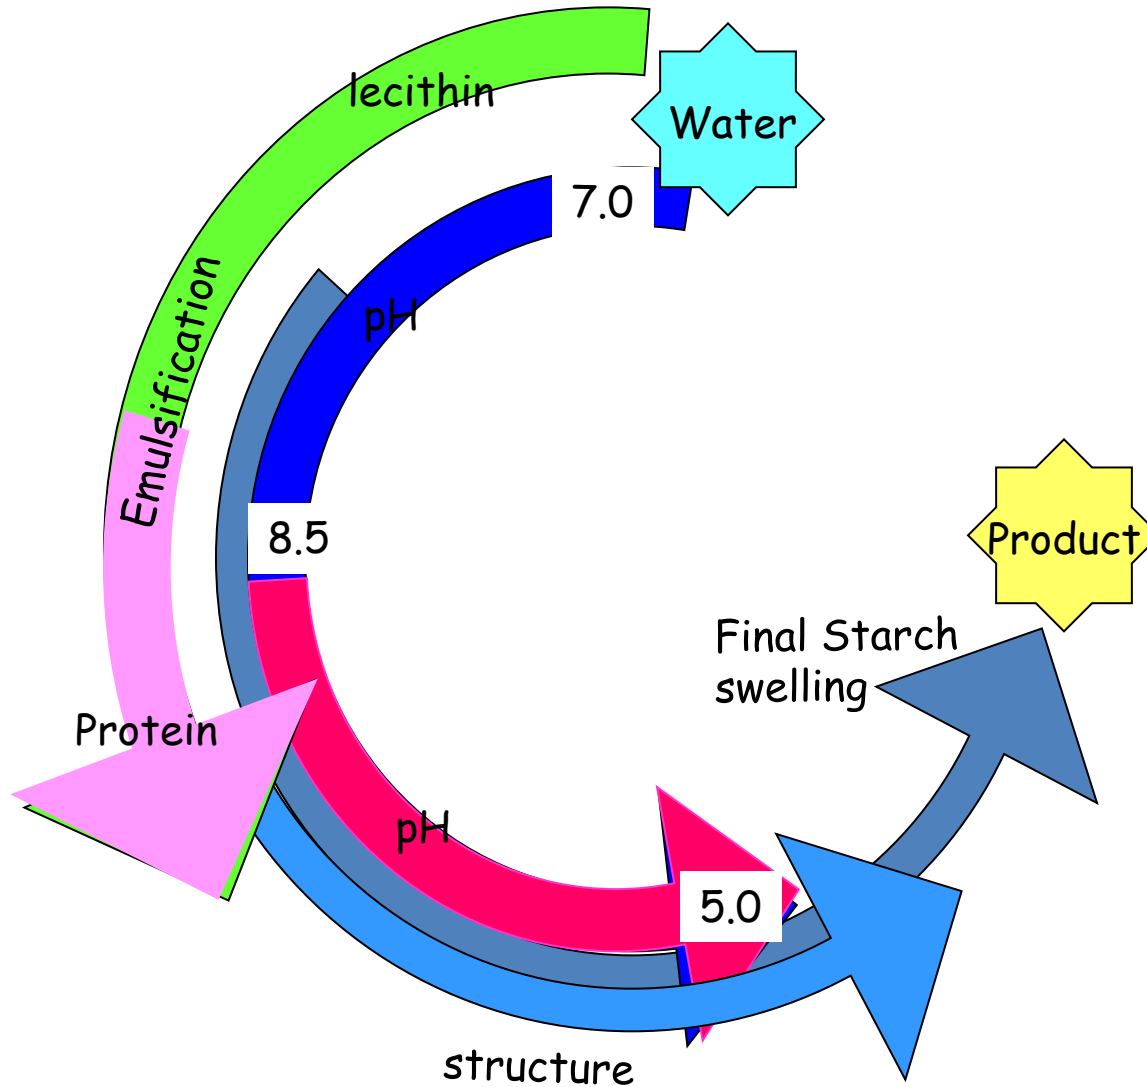 lecithin
Water
7.0
pH
Emulsification
8.5
Product
Final Starch
swelling
Protein
pH
5.0
structure